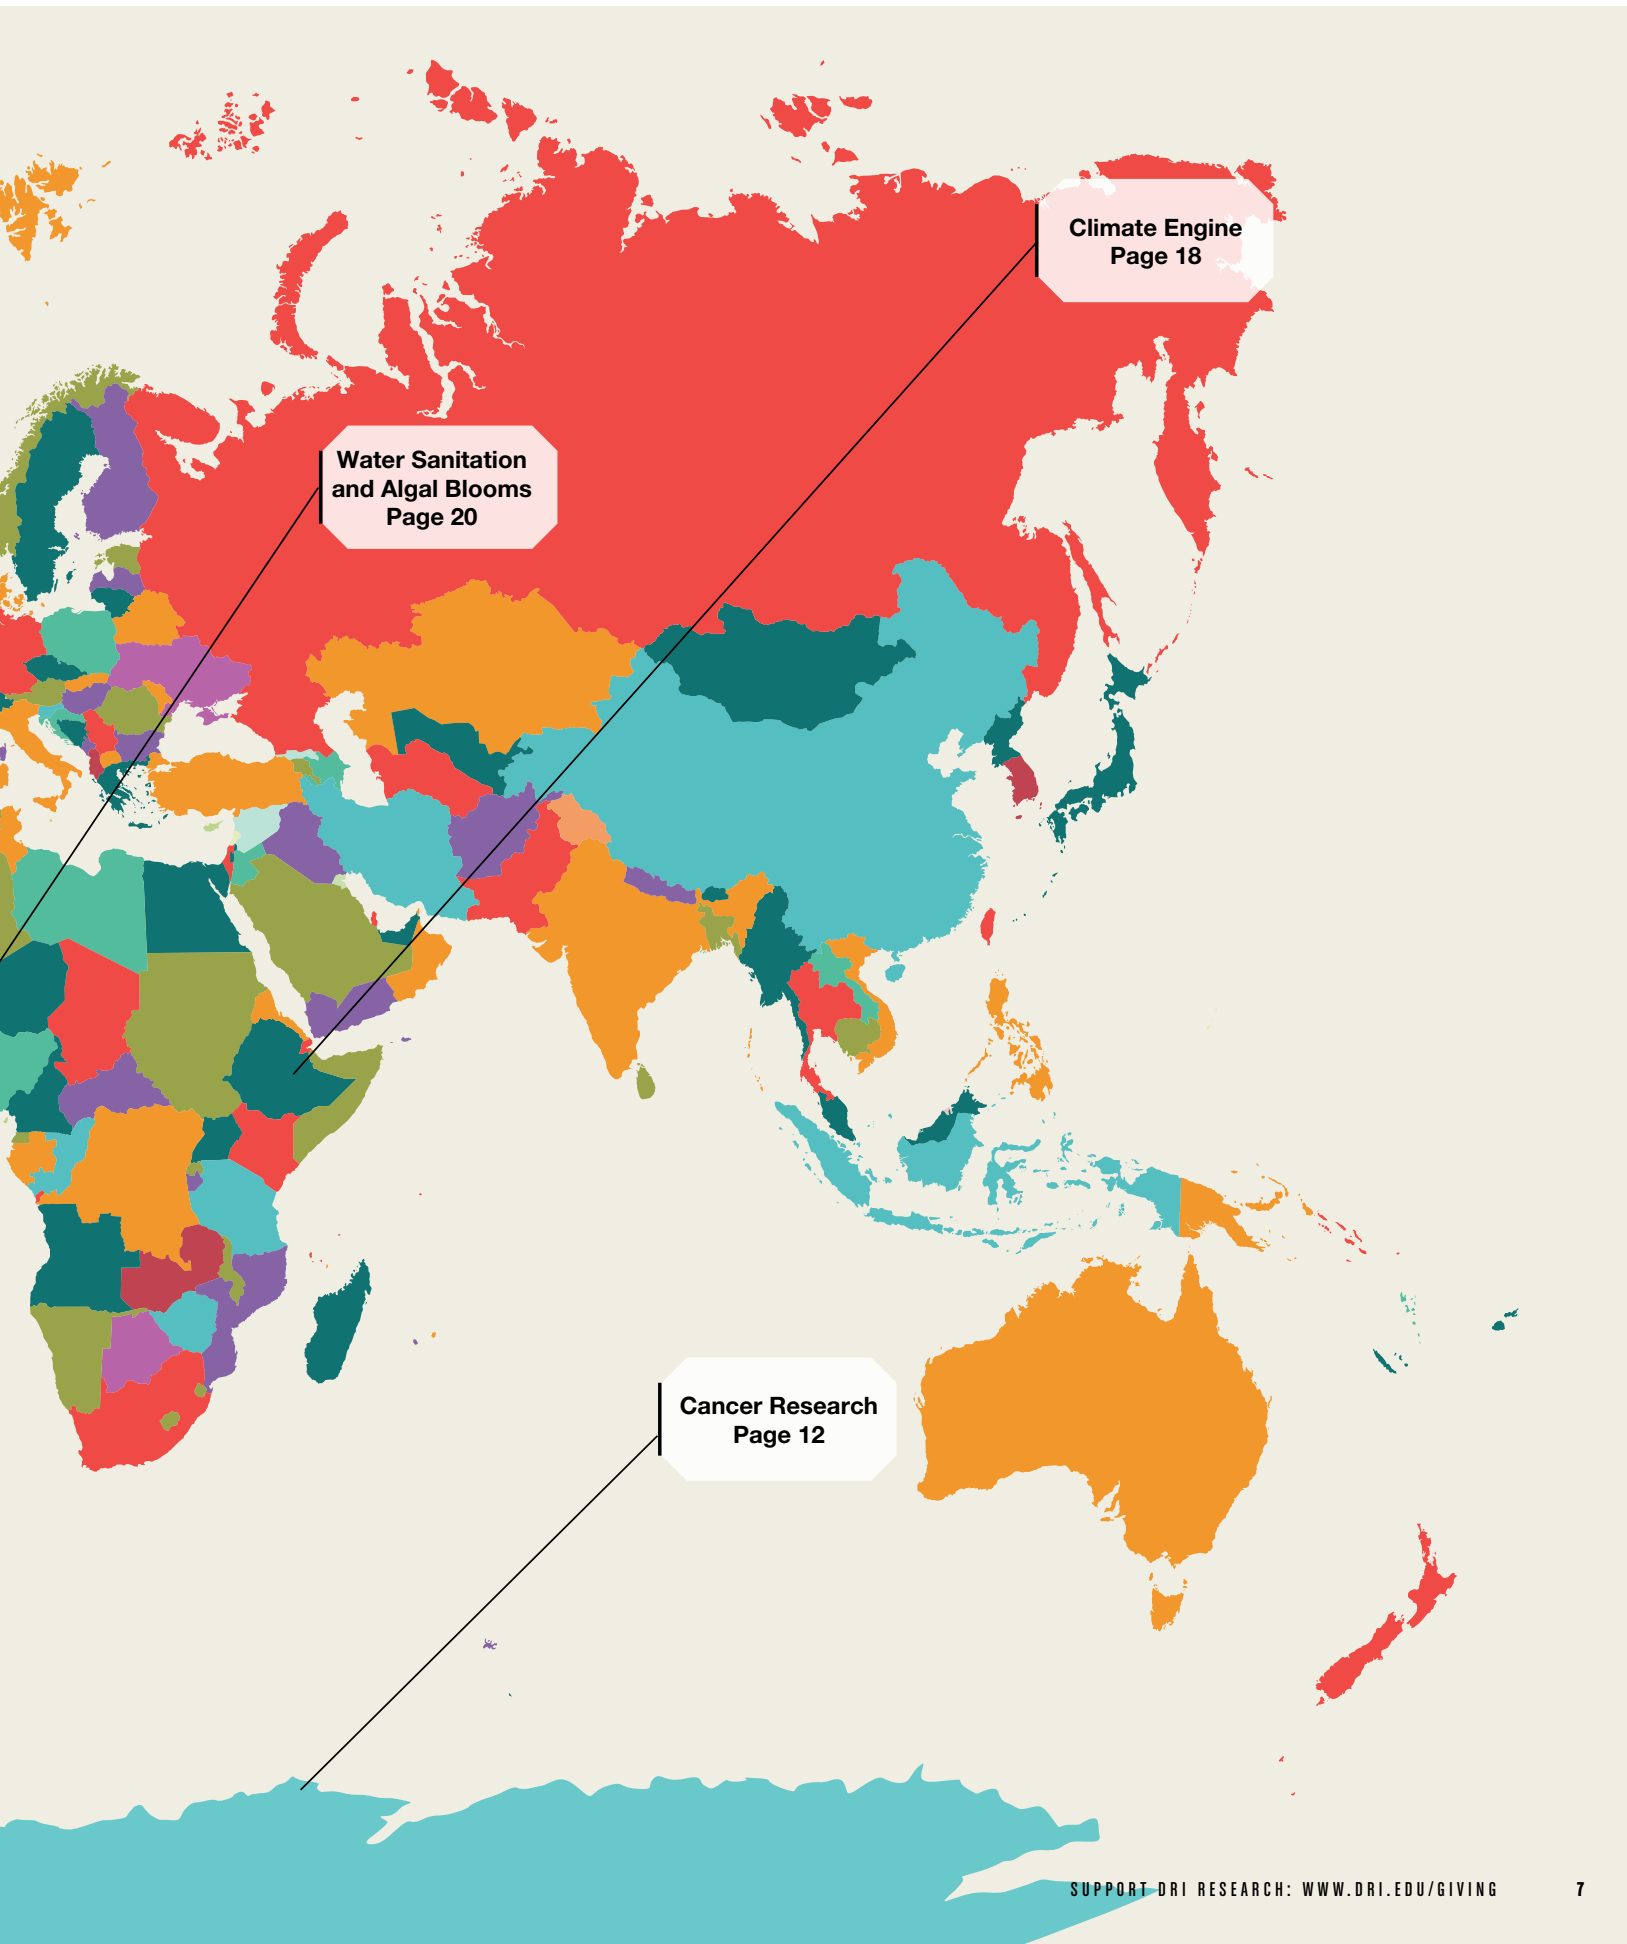 Climate Engine
Page 18
Water Sanitation
and Algal Blooms
Page 20
Cancer Research
Page 12
SUPPORT DRI RESEARCH: WWW.DRI.EDU/GIVING 7